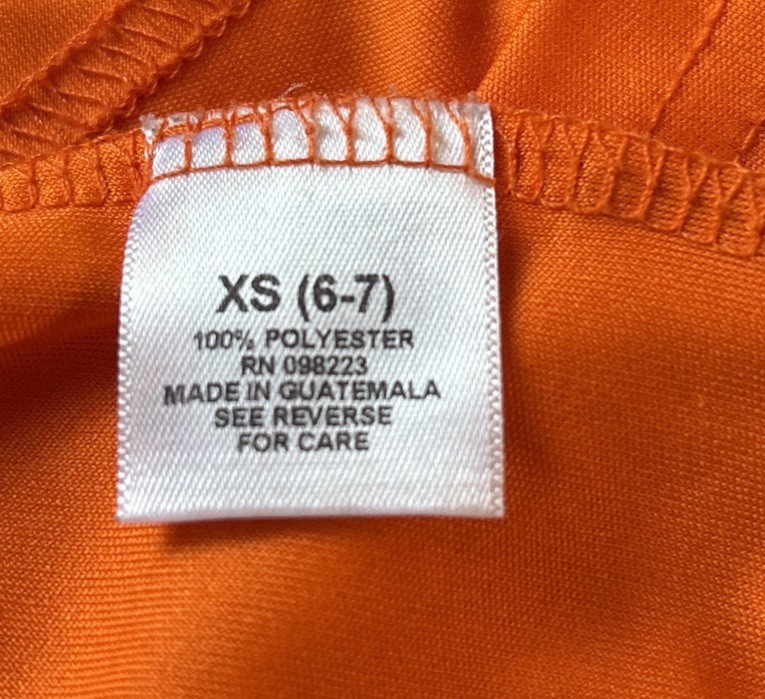 XS (6-7)
100% POLYESTER
RN 098223
MADE IN GUATEMALA
SEE REVERSE
FOR CARE